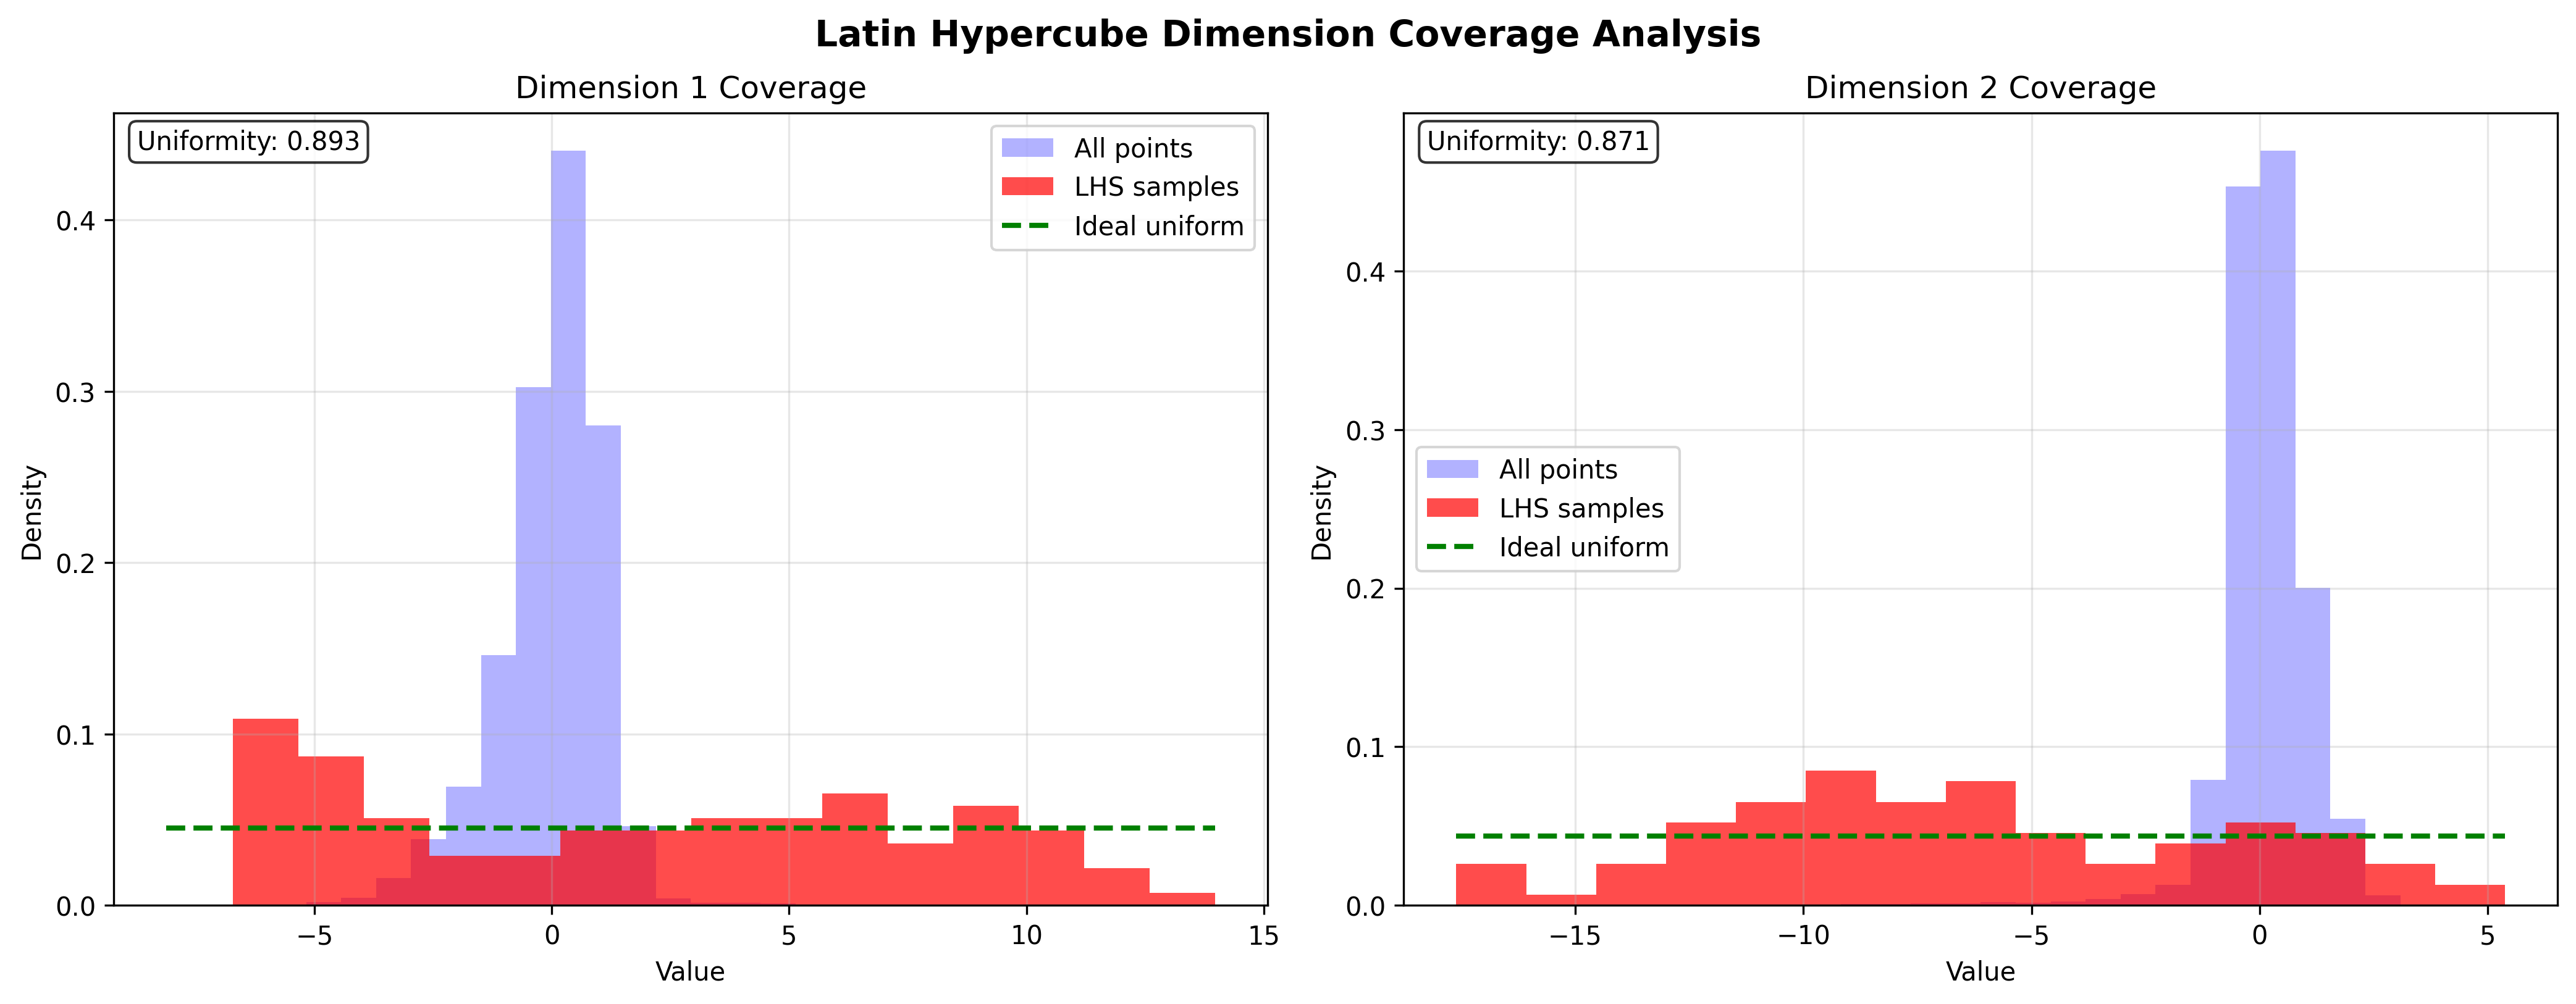 Latin Hypercube Dimension Coverage Analysis
Dimension 1 Coverage
Uniformity: 0.893
All points
LHS samples
Ideal uniform
Density
0.4
0.3
0.2
0.1
0.0
−5
0
5
10
15
Value
Dimension 2 Coverage
Uniformity: 0.871
All points
LHS samples
Ideal uniform
Density
0.4
0.3
0.2
0.1
0.0
−15
−10
−5
0
5
Value